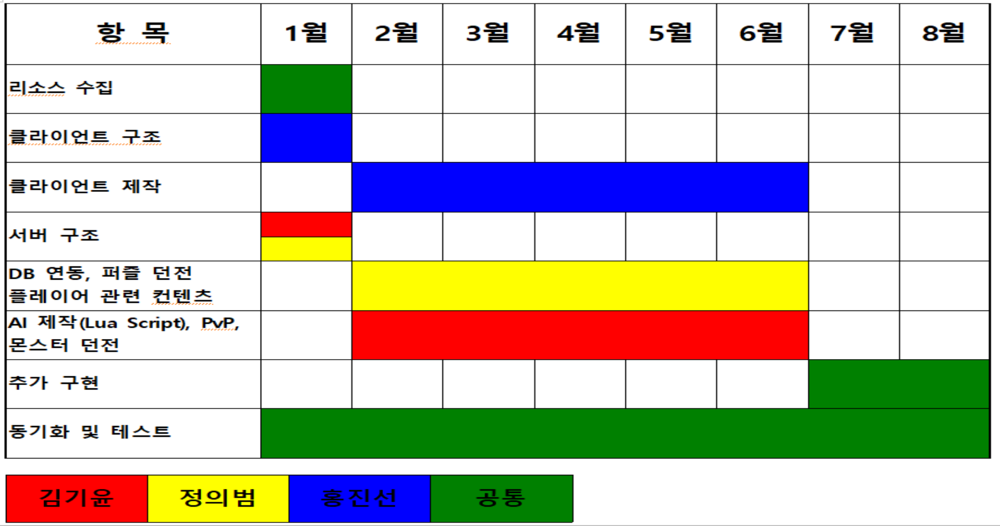 항 목 1월 2월 3월 4월 5월 6월 7월 8월
리소스 수집
클라이언트 구조
클라이언트 제작
서버 구조
DB 연동, 퍼즐 던전
플레이어 관련 컨텐츠
AI 제작(Lua Script), PvP,
몬스터 던전
추가 구현
동기화 및 테스트
김기윤 정의범 홍진선 공통